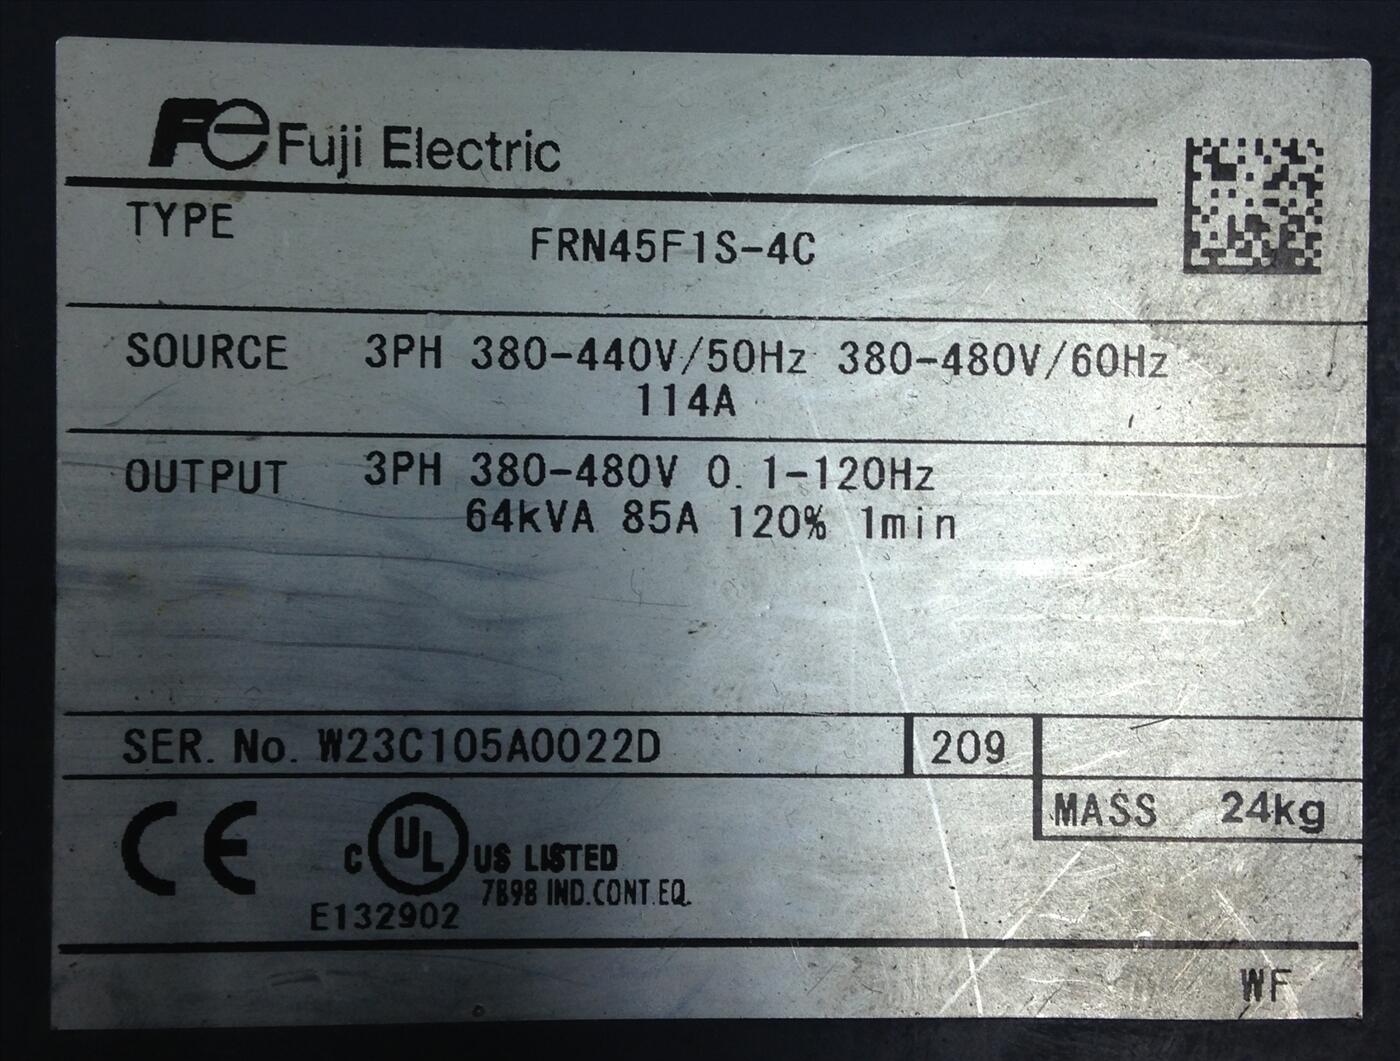 Fe Fuji Electric
TYPE FRN45F1S-4C
SOURCE 3PH 380-440V/50Hz 380-480V/60Hz
114A
OUTPUT 3PH 380-480V 0.1-120Hz
64kVA 85A 120% 1min
SER. No. W23C105A0022D 209
MASS 24kg
CE C UL US LISTED
7B98 IND.CONT.EQ.
E132902
WF